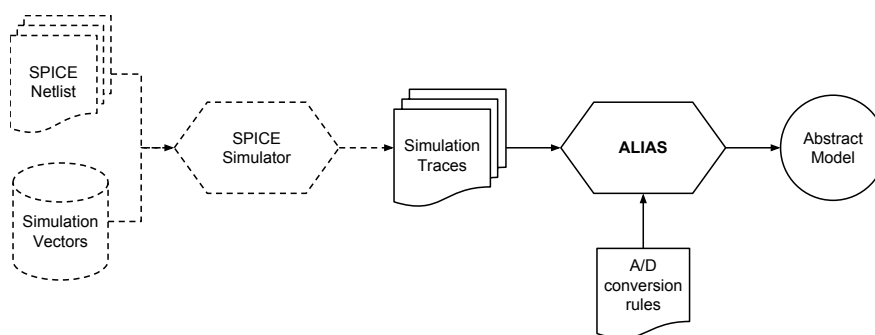 SPICE
Netlist
Simulation
Vectors
SPICE
Simulator
Simulation
Traces
ALIAS
A/D
conversion
rules
Abstract
Model